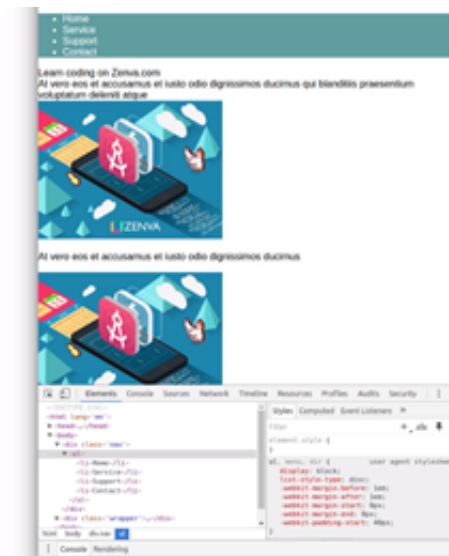 Home
Service
Support
Contact
Learn coding on Zenva.com
At vero eos et accusamus et iusto odio dignissimos ducimus qui blanditiis praesentium
voluptatum deleniti atque
ZENVA
At vero eos et accusamus et iusto odio dignissimos ducimus
Elements Console Sources Network Timeline Resources Profiles Audits Security
<!DOCTYPE html>
<html lang="en">
<head>…</head>
<body>
<div class="nav">
<ul>
<li>Home</li>
<li>Service</li>
<li>Support</li>
<li>Contact</li>
</ul>
</div>
<div class="wrapper">…</div>
html body div.nav ul
Styles Computed Event Listeners »
Filter
element.style {
}
ul, menu, dir { user agent stylesheet
display: block;
list-style-type: disc;
-webkit-margin-before: 1em;
-webkit-margin-after: 1em;
-webkit-margin-start: 0px;
-webkit-margin-end: 0px;
-webkit-padding-start: 40px;
}
Console Rendering